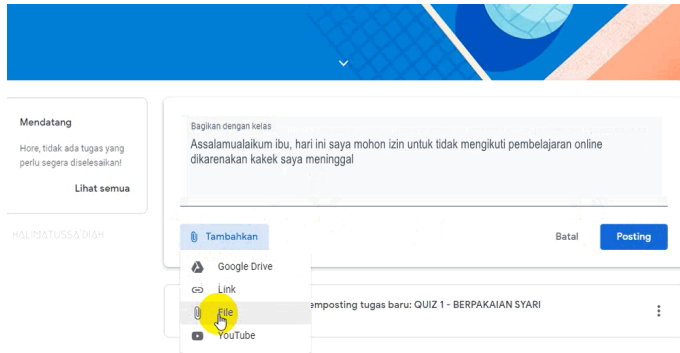 Mendatang
Hore, tidak ada tugas yang
perlu segera diselesaikan!
Lihat semua
HALIMATUSSA'DIAH
Bagikan dengan kelas
Assalamualaikum ibu, hari ini saya mohon izin untuk tidak mengikuti pembelajaran online
dikarenakan kakek saya meninggal
Tambahkan
Batal
Posting
Google Drive
Link
File
YouTube
emposting tugas baru: QUIZ 1 - BERPAKAIAN SYARI